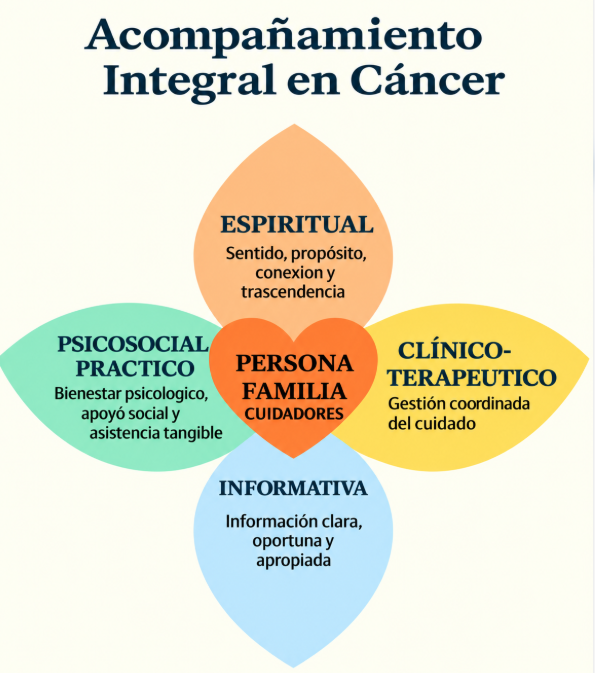 Acompañamiento
Integral en Cáncer
ESPIRITUAL
Sentido, propósito,
conexion y
trascendencia
PSICOSOCIAL
PRACTICO
Bienestar psicologico,
apoyó social y
asistencia tangible
PERSONA
FAMILIA
CUIDADORES
CLÍNICO-
TERAPEUTICO
Gestión coordinada
del cuidado
INFORMATIVA
Información clara,
oportuna y
apropiada